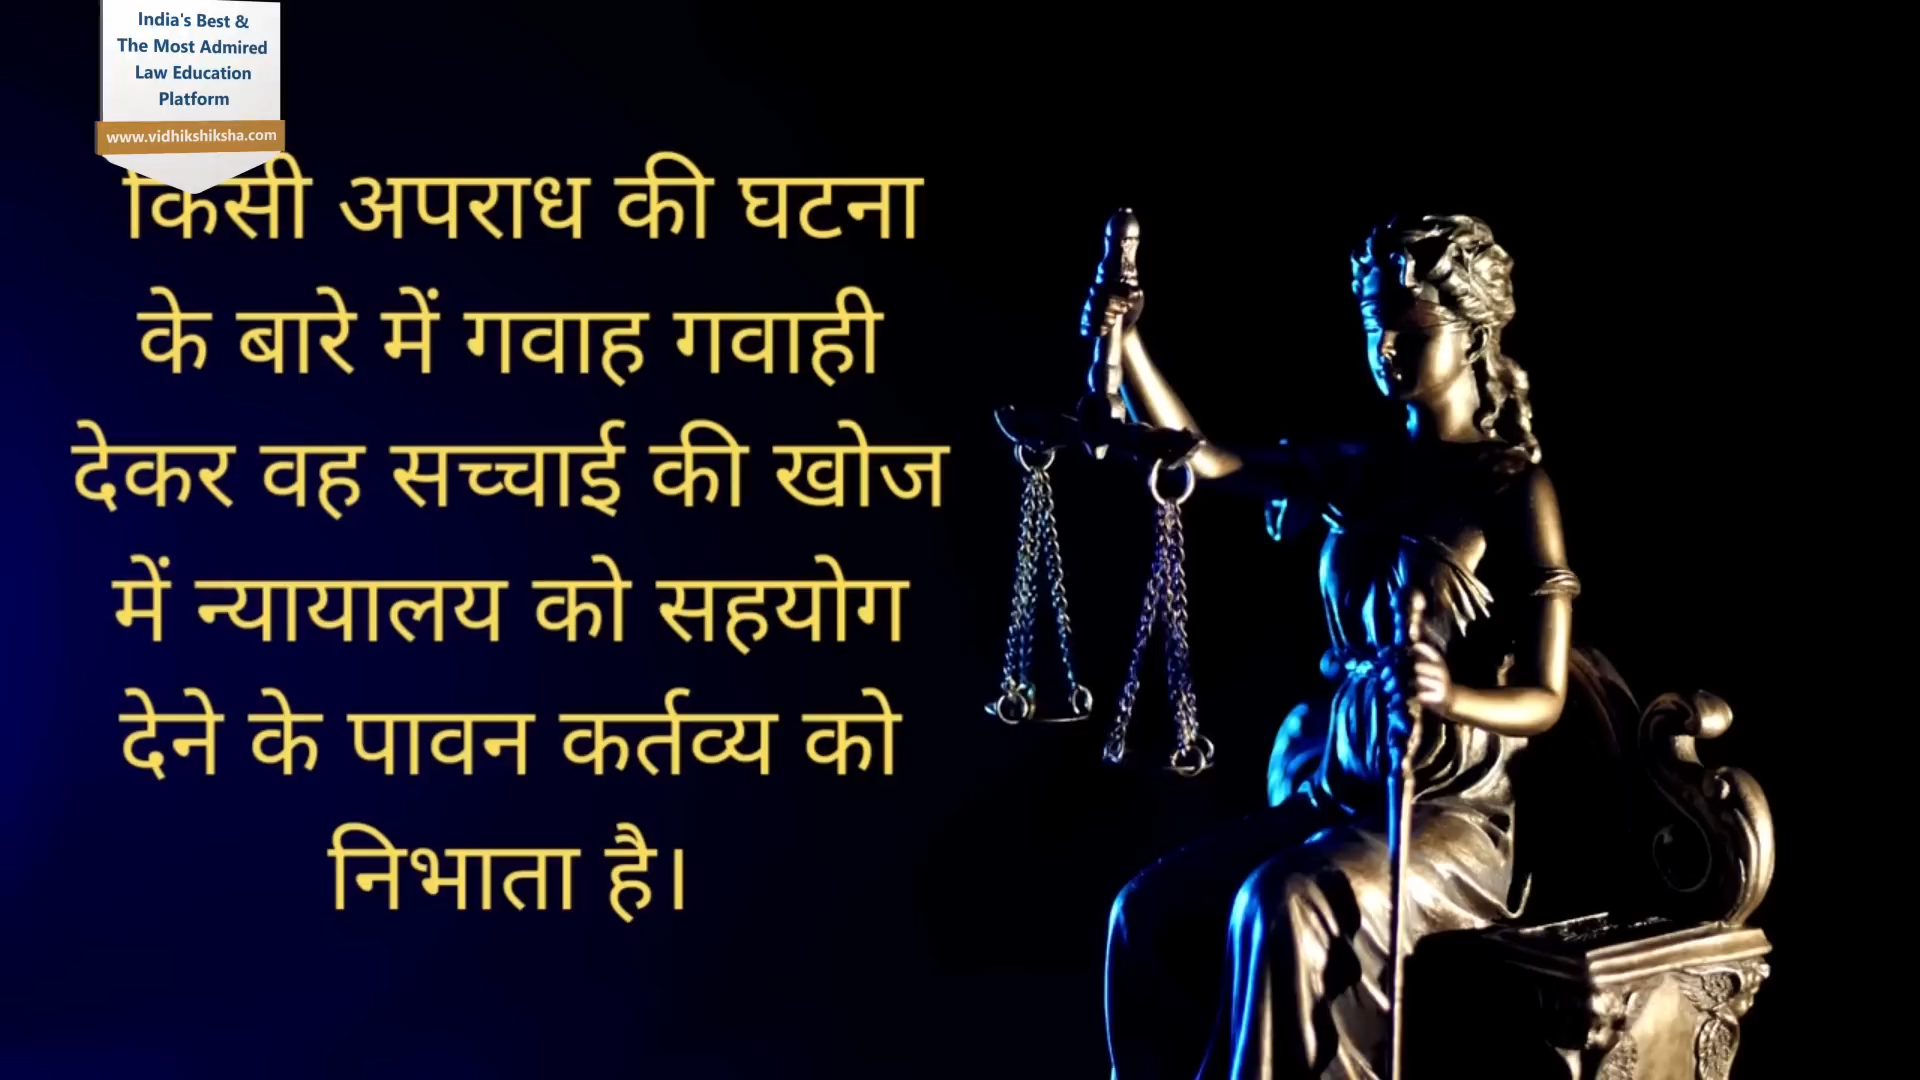 India's Best &
The Most Admired
Law Education
Platform
www.vidhikshiksha.com
किसी अपराध की घटना
के बारे में गवाह गवाही
देकर वह सच्चाई की खोज
में न्यायालय को सहयोग
देने के पावन कर्तव्य को
निभाता है।